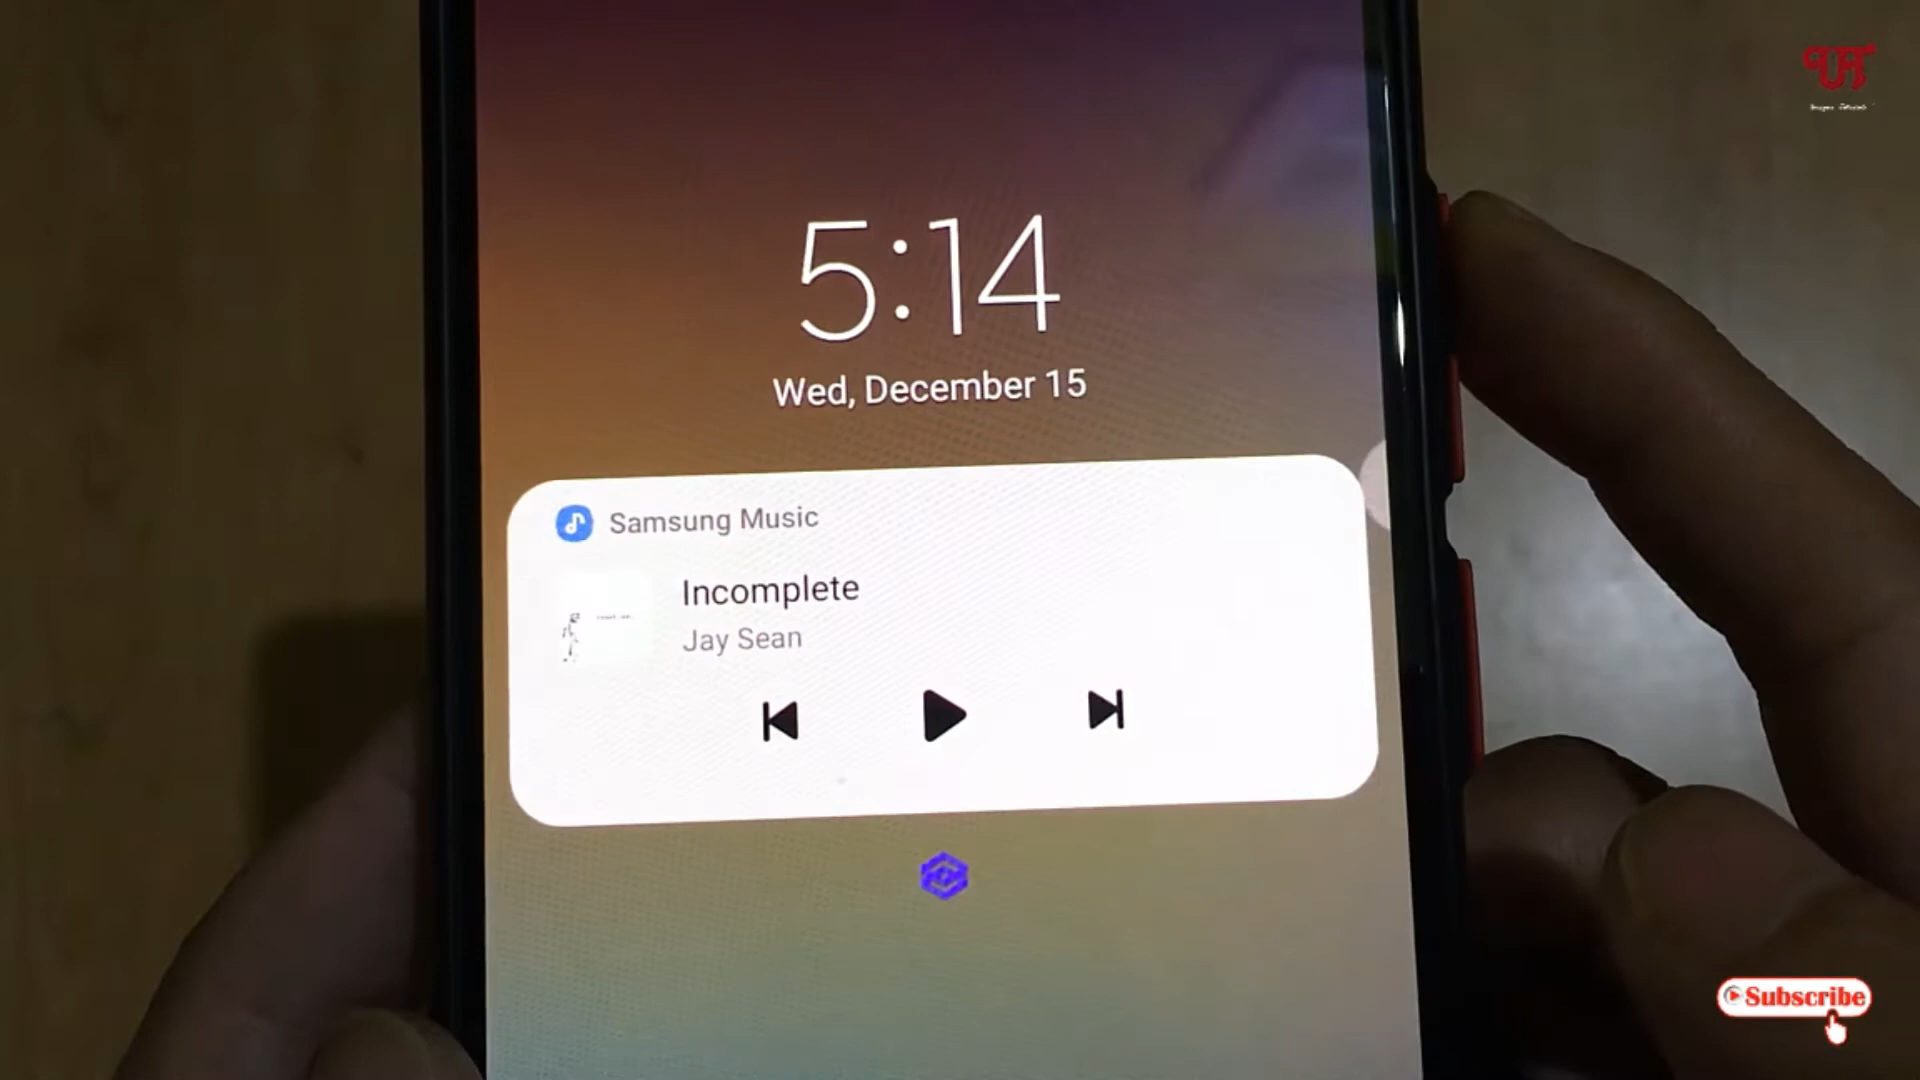 5:14
Wed, December 15
Samsung Music
Incomplete
Jay Sean
Subscribe